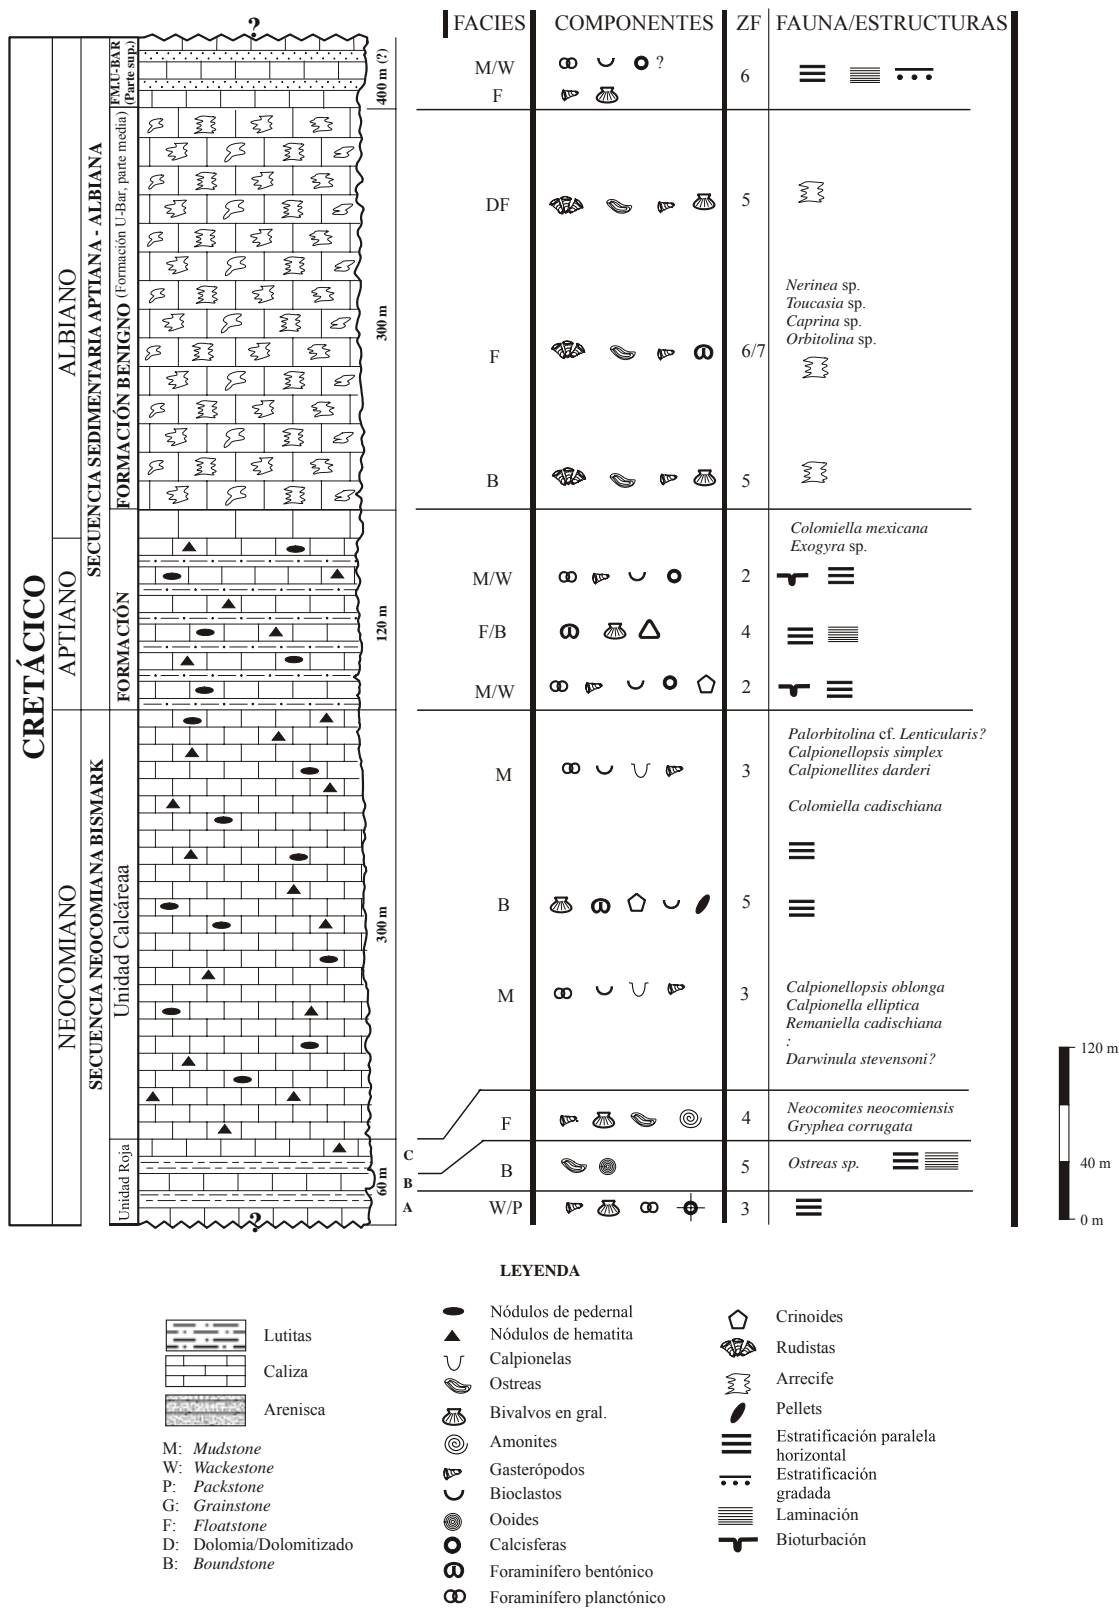 FACIES COMPONENTES ZF FAUNA/ESTRUCTURAS
?
CRETÁCICO
ALBIANO
APTIANO
NEOCOMIANO
SECUENCIA SEDIMENTARIA APTIANA - ALBIANA
SECUENCIA NEOCOMIANA BISMARK
FM.U-BAR
(Parte sup.)
FORMACIÓN BENIGNO (Formación U-Bar, parte media)
FORMACIÓN
Unidad Calcáreaa
Unidad Roja
400 m (?)
300 m
120 m
300 m
60 m
C
B
A
?
M/W ? 6
F
DF 5
Nerinea sp.
Toucasia sp.
Caprina sp.
Orbitolina sp.
F 6/7
B 5
Colomiella mexicana
Exogyra sp.
M/W 2
F/B 4
M/W 2
Palorbitolina cf. Lenticularis?
Calpionellopsis simplex
Calpionellites darderi
M 3
Colomiella cadischiana
B 5
M 3
Calpionellopsis oblonga
Calpionella elliptica
Remaniella cadischiana
:
Darwinula stevensoni?
F 4
Neocomites neocomiensis
Gryphea corrugata
B 5 Ostreas sp.
W/P 3
120 m
40 m
0 m
LEYENDA
Lutitas
Caliza
Arenisca
M: Mudstone
W: Wackestone
P: Packstone
G: Grainstone
F: Floatstone
D: Dolomia/Dolomitizado
B: Boundstone
Nódulos de pedernal
Nódulos de hematita
Calpionelas
Ostreas
Bivalvos en gral.
Amonites
Gasterópodos
Bioclastos
Ooides
Calcisferas
Foraminífero bentónico
Foraminífero planctónico
Crinoides
Rudistas
Arrecife
Pellets
Estratificación paralela
horizontal
Estratificación
gradada
Laminación
Bioturbación